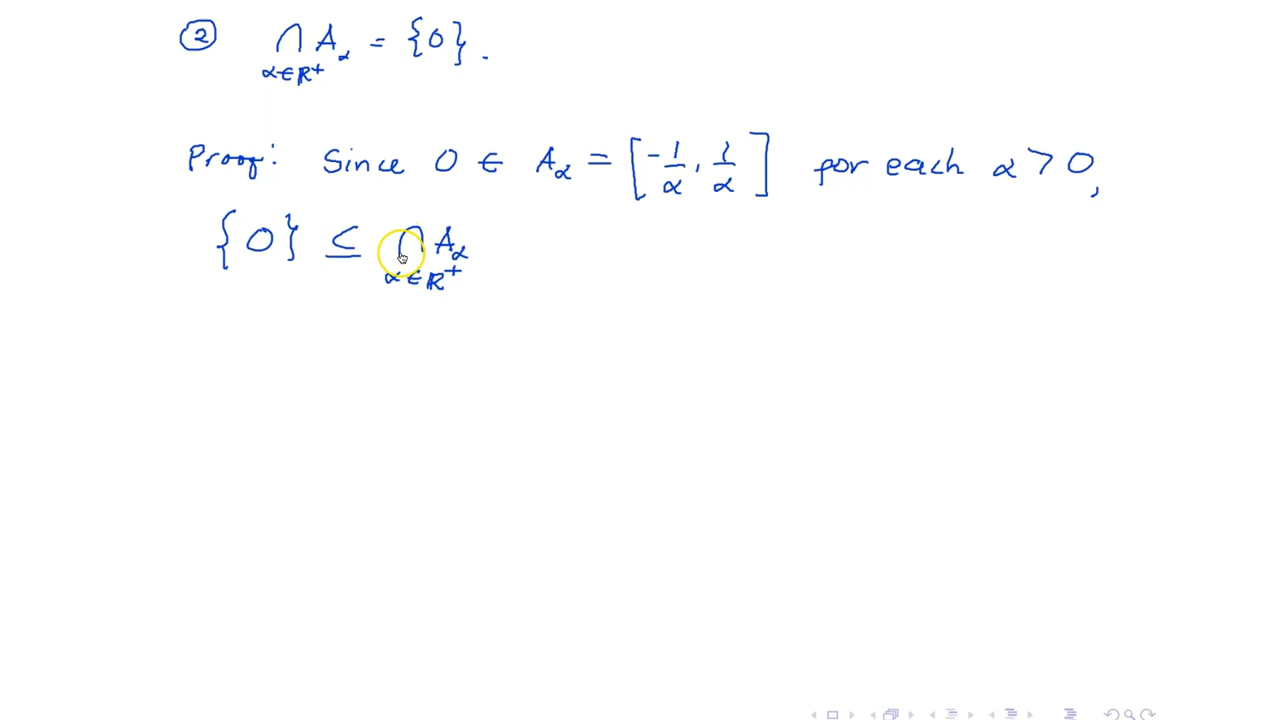 ② ∩ A_α = {0}.
α∈ℝ⁺
Proof: Since 0 ∈ A_α = [-1/α, 1/α] for each α > 0,
{0} ⊆ ∩ A_α
α∈ℝ⁺